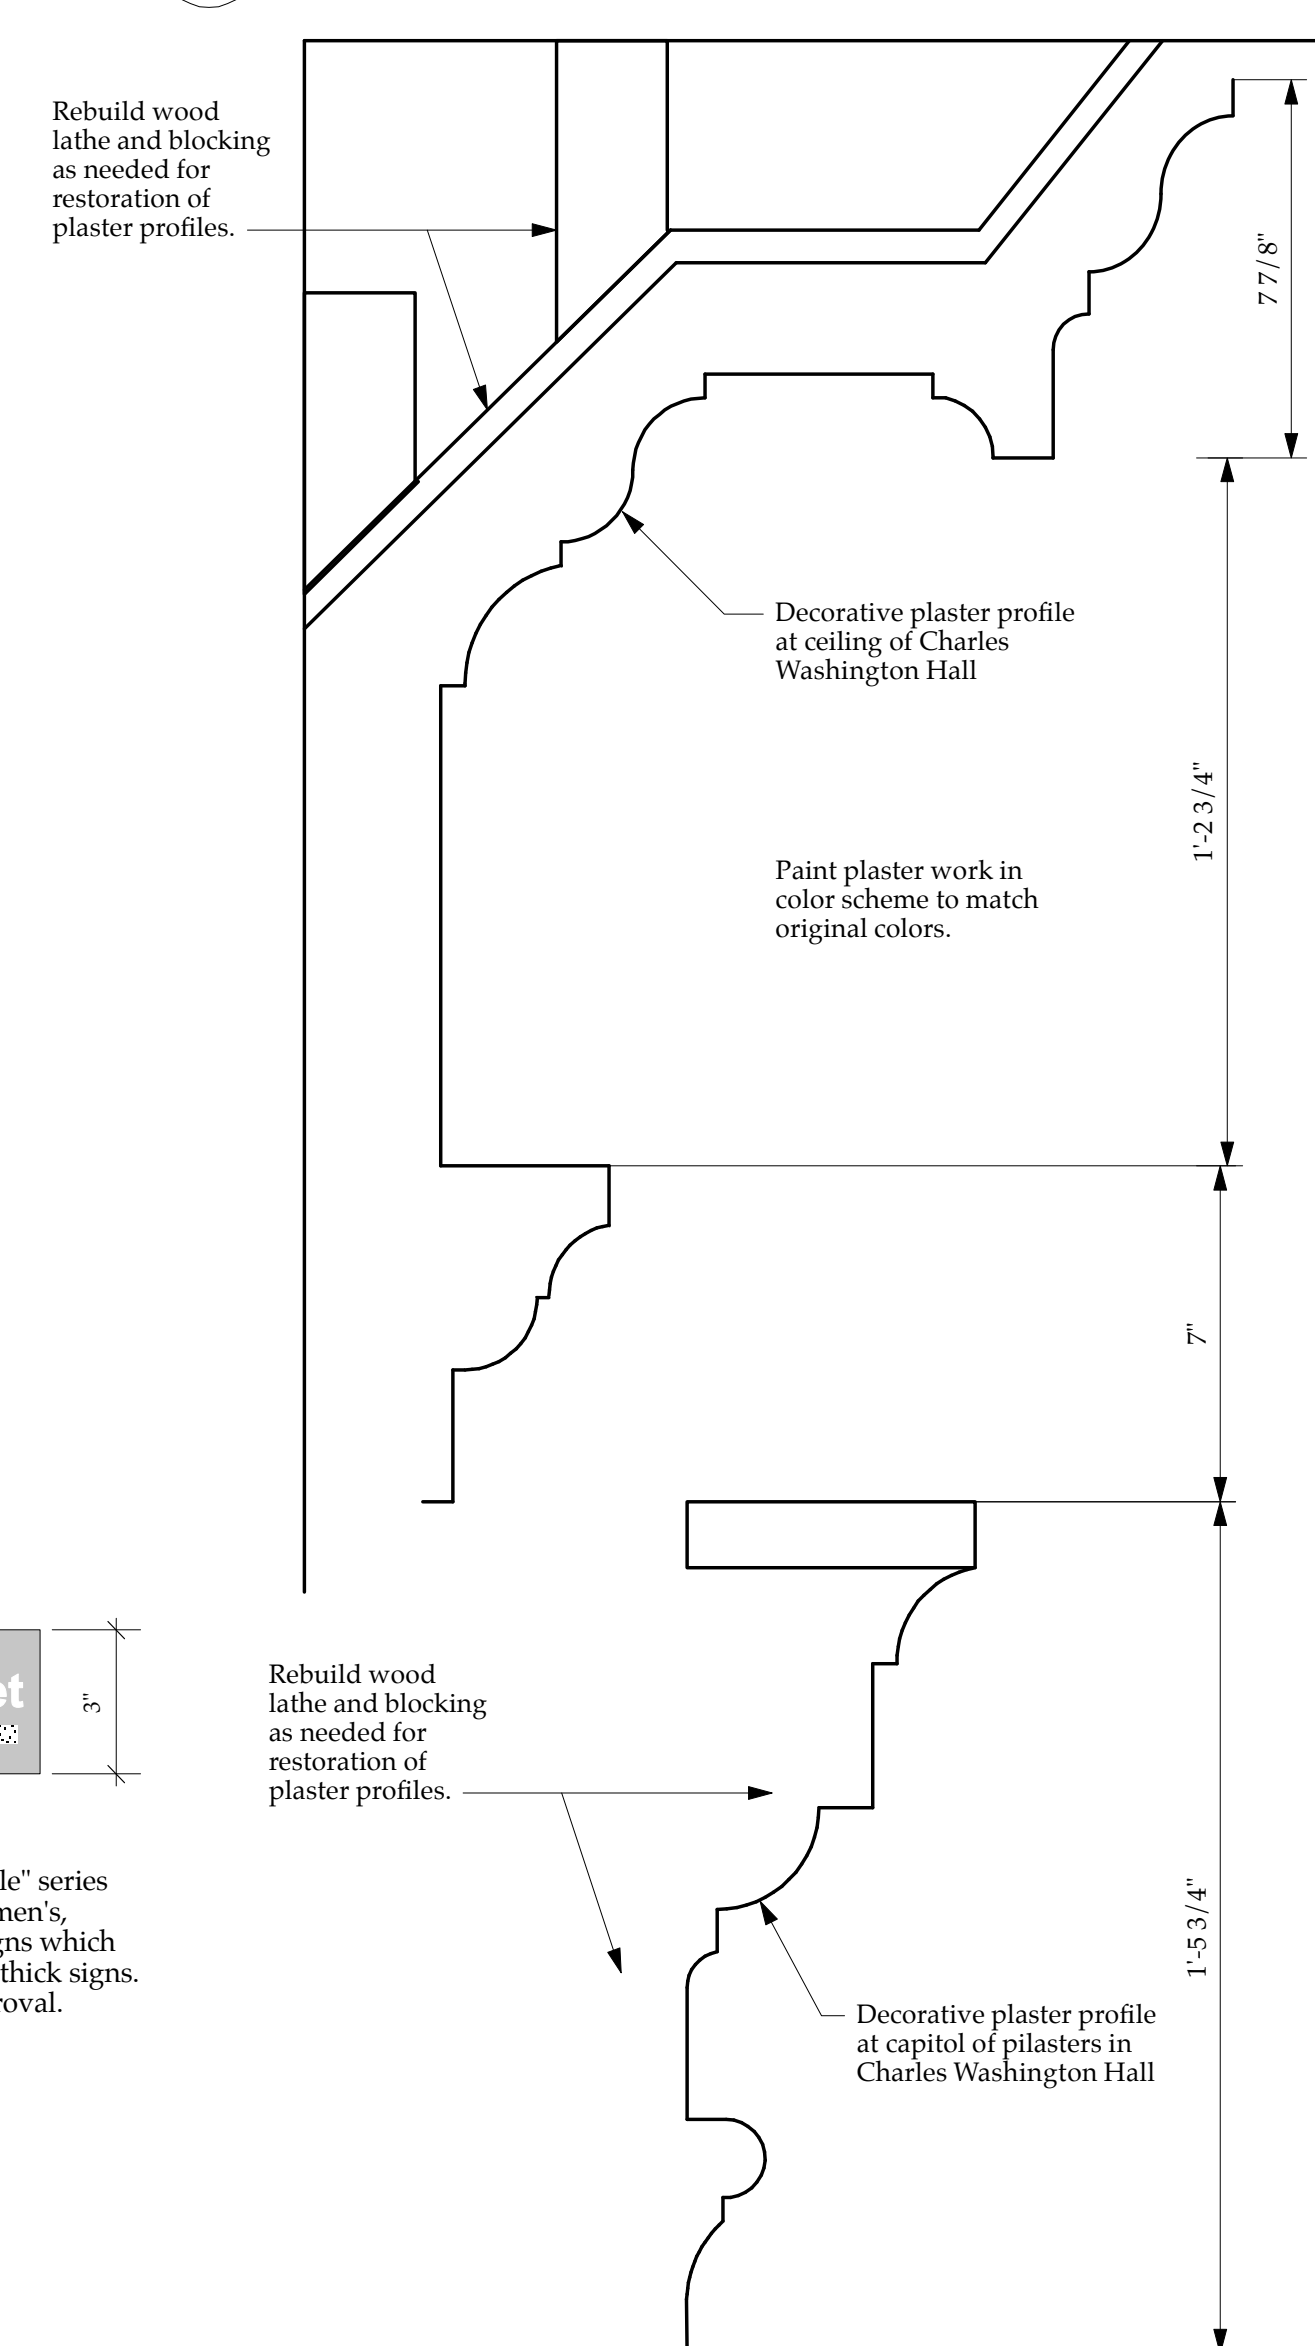 Rebuild wood
lathe and blocking
as needed for
restoration of
plaster profiles.
7 7/8"
Decorative plaster profile
at ceiling of Charles
Washington Hall
1'-2 3/4"
Paint plaster work in
color scheme to match
original colors.
7"
et
3"
Rebuild wood
lathe and blocking
as needed for
restoration of
plaster profiles.
le" series
men's,
gns which
thick signs.
roval.
1'-5 3/4"
Decorative plaster profile
at capitol of pilasters in
Charles Washington Hall